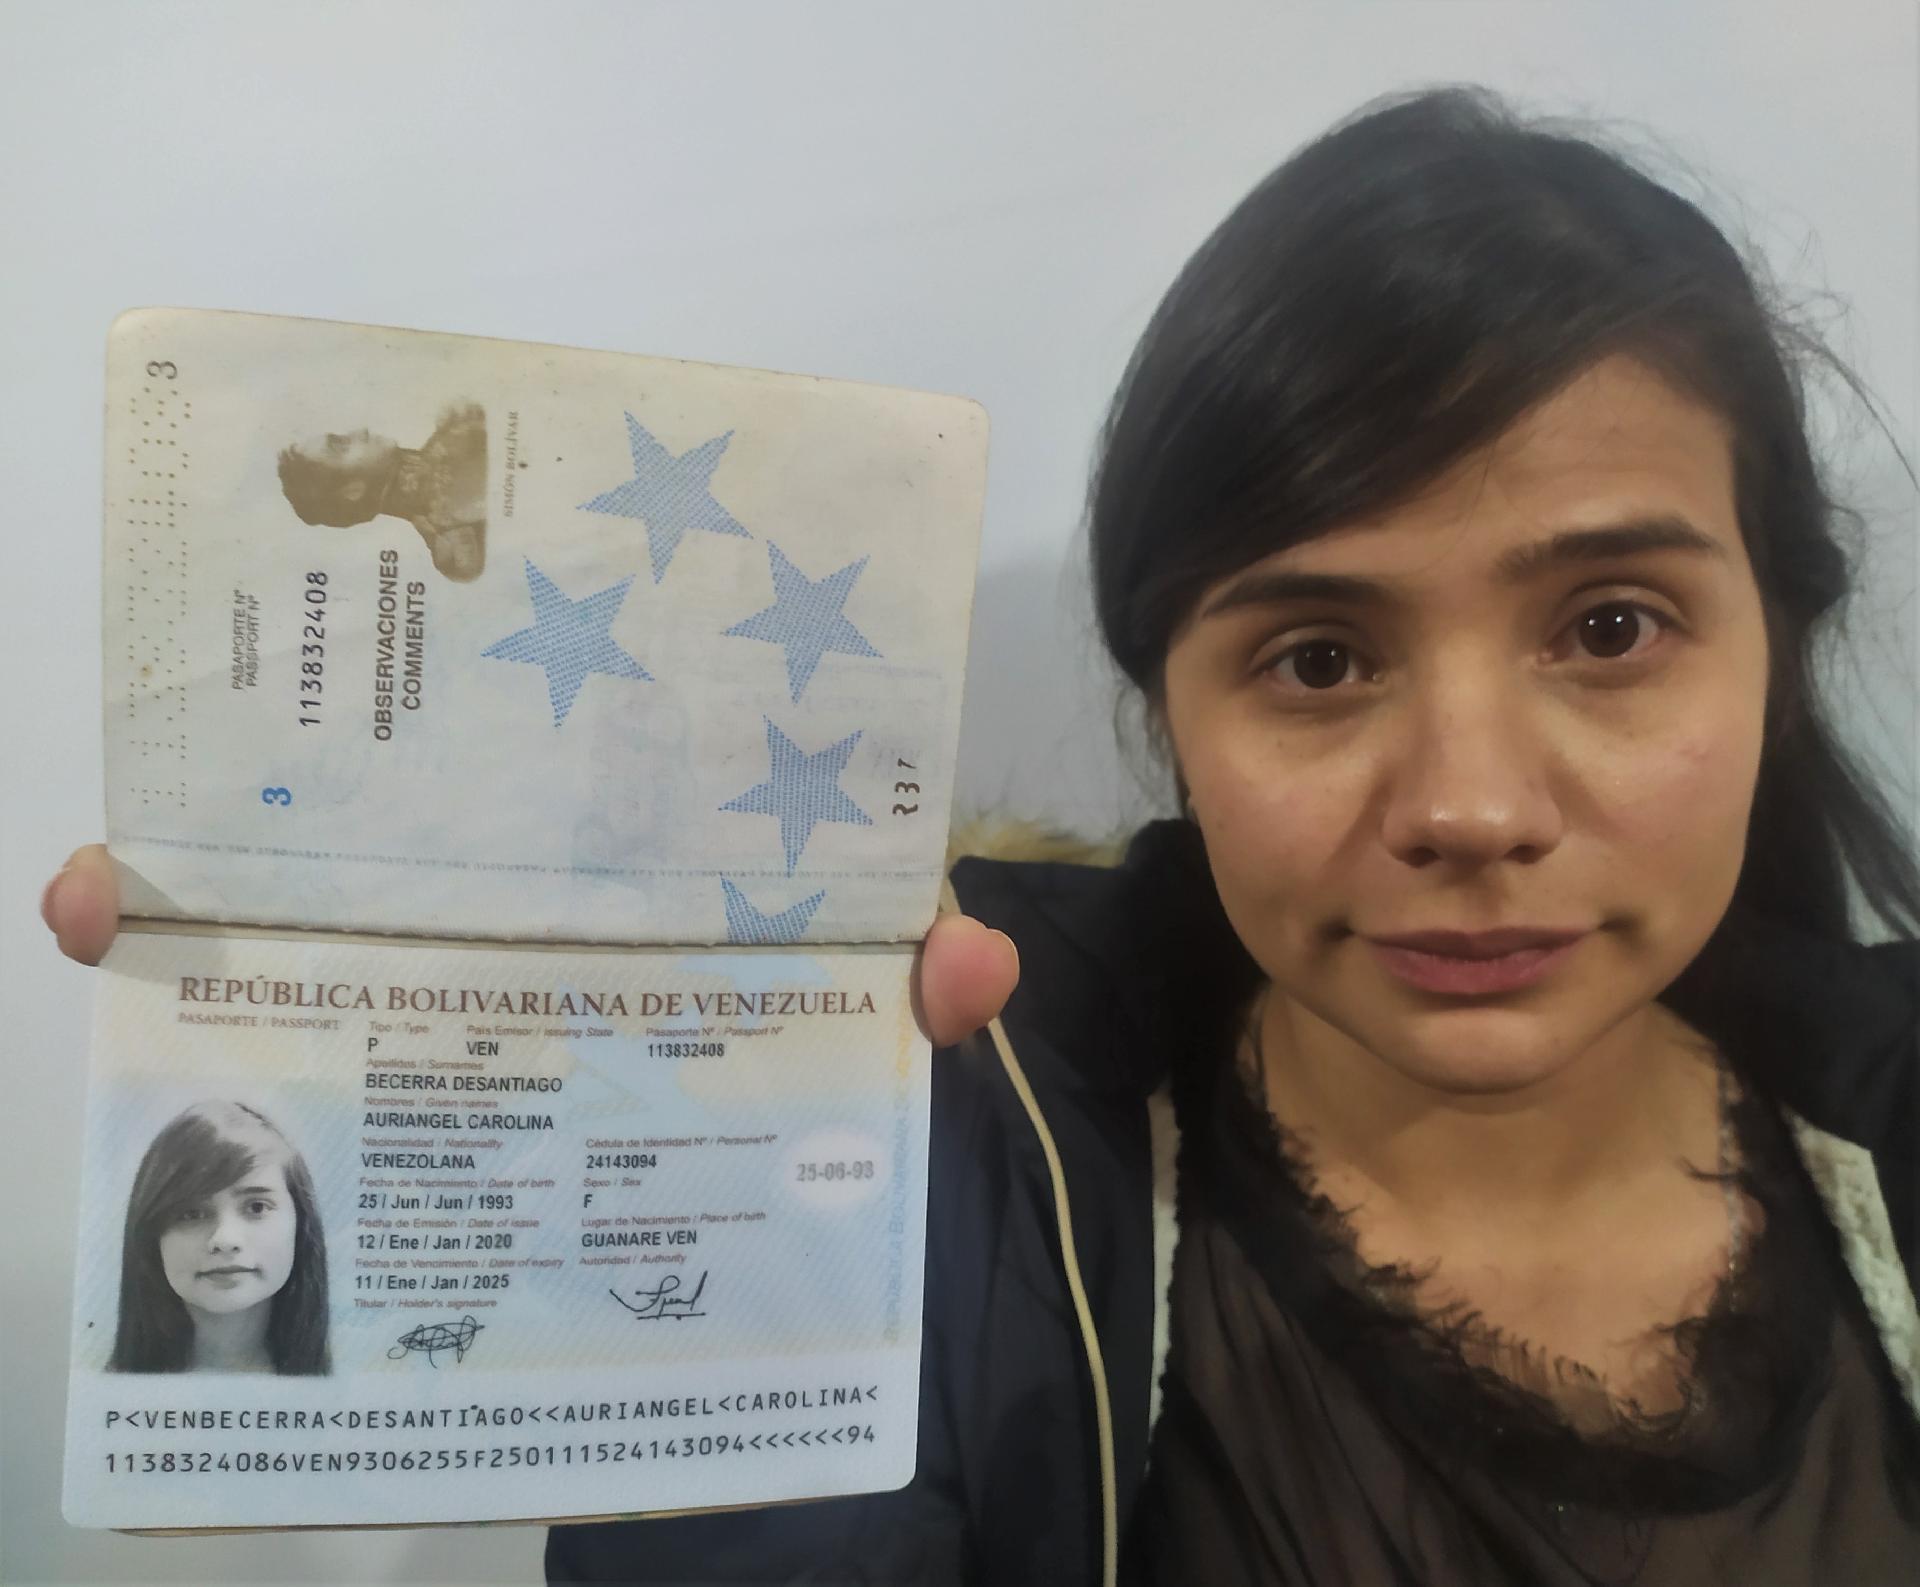 3
SIMÓN BOLÍVAR
PASAPORTE Nº
PASSPORT Nº
113832408
OBSERVACIONES
COMMENTS
3
237
REPÚBLICA BOLIVARIANA DE VENEZUELA
PASAPORTE / PASSPORT
Tipo / Type País Emisor / Issuing State Pasaporte Nº / Passport Nº
P VEN 113832408
Apellidos / Surnames
BECERRA DESANTIAGO
Nombres / Given names
AURIANGEL CAROLINA
Nacionalidad / Nationality Cédula de Identidad Nº / Personal Nº
VENEZOLANA 24143094
25-06-93
Fecha de Nacimiento / Date of birth Sexo / Sex
25 / Jun / Jun / 1993 F
Fecha de Emisión / Date of issue Lugar de Nacimiento / Place of birth
12 / Ene / Jan / 2020 GUANARE VEN
Fecha de Vencimiento / Date of expiry Autoridad / Authority
11 / Ene / Jan / 2025
Titular / Holder's signature
P<VENBECERRA<DESANTIAGO<<AURIANGEL<CAROLINA<
1138324086VEN9306255F250111524143094<<<<<<94